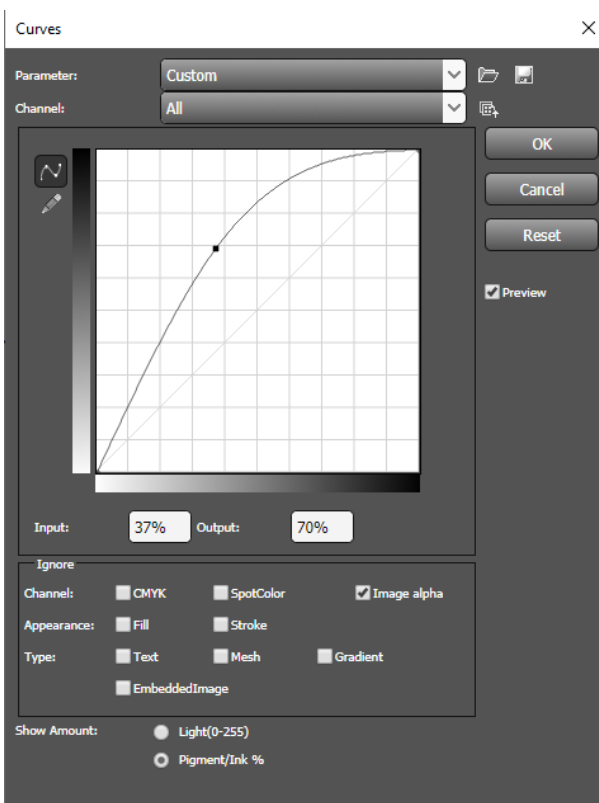 Curves
Parameter: Custom
Channel: All
OK
Cancel
Reset
Preview
Input: 37% Output: 70%
Ignore
Channel: CMYK SpotColor Image alpha
Appearance: Fill Stroke
Type: Text Mesh Gradient
EmbeddedImage
Show Amount: Light(0-255)
Pigment/Ink %